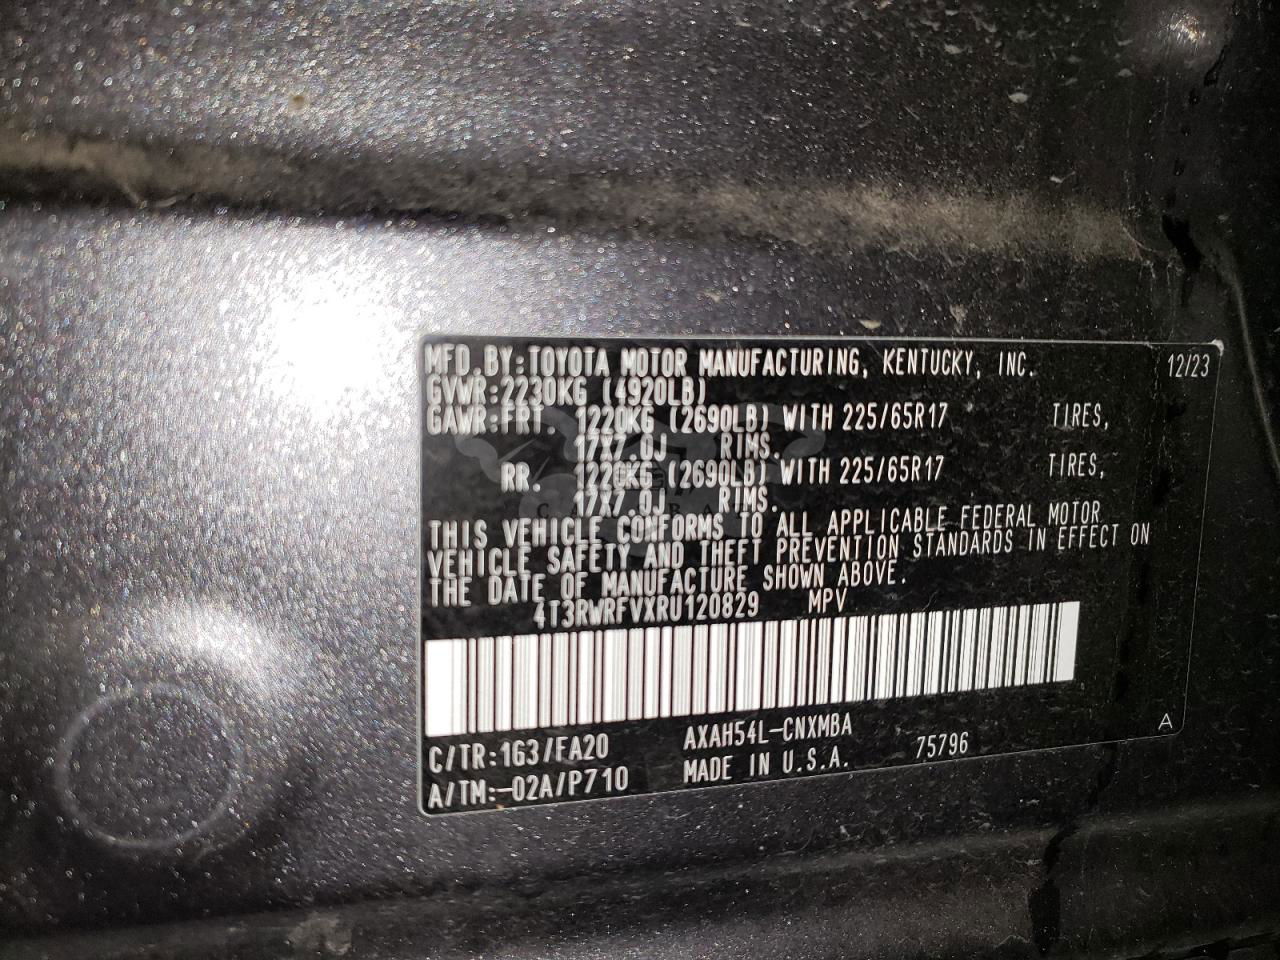 MFD.BY:TOYOTA MOTOR MANUFACTURING, KENTUCKY, INC. 12/23
GVWR:2230KG (4920LB)
GAWR:FRT. 1220KG (2690LB) WITH 225/65R17 TIRES,
17X7.0J RIMS.
RR. 1220KG (2690LB) WITH 225/65R17 TIRES,
17X7.0J RIMS.
THIS VEHICLE CONFORMS TO ALL APPLICABLE FEDERAL MOTOR
VEHICLE SAFETY AND THEFT PREVENTION STANDARDS IN EFFECT ON
THE DATE OF MANUFACTURE SHOWN ABOVE.
4T3RWRFVXRU120829 MPV
C/TR:163/FA20 AXAH54L-CNXMBA A
A/TM:-02A/P710 MADE IN U.S.A. 75796